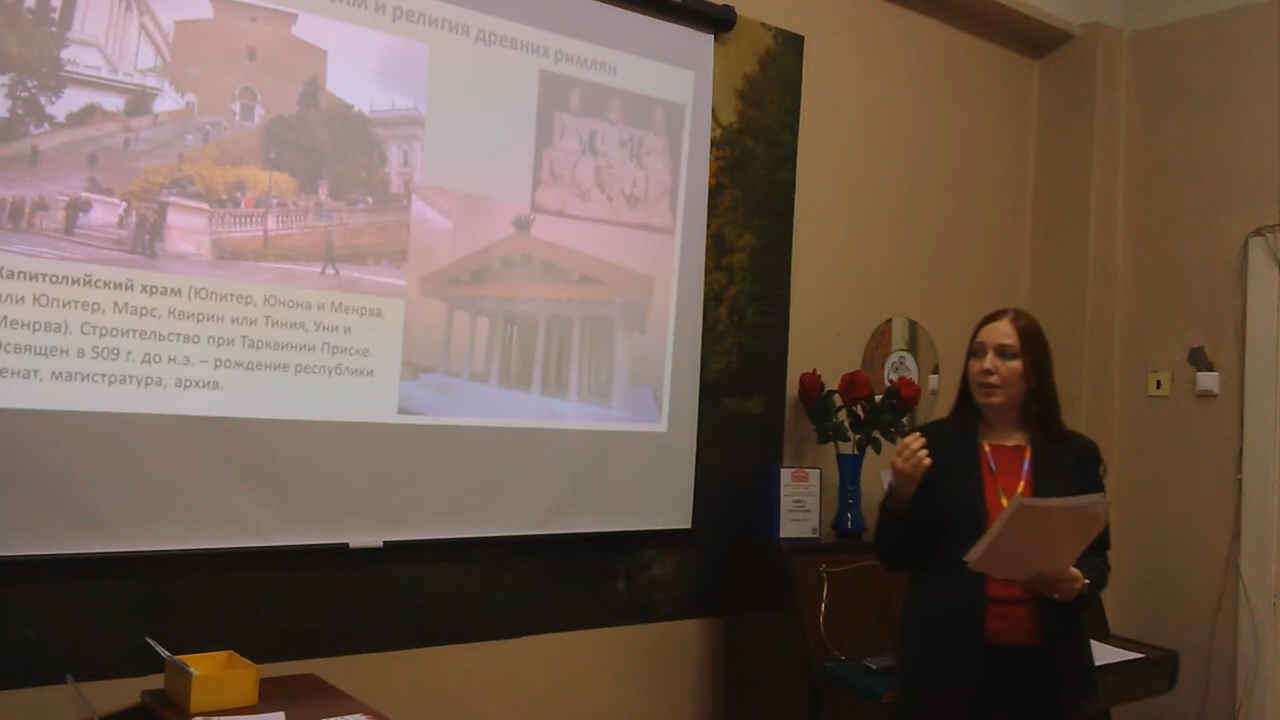 и религия древних римлян
Капитолийский храм (Юпитер, Юнона и Менрва,
или Юпитер, Марс, Квирин или Тиния, Уни и
Менрва). Строительство при Тарквинии Приске.
Освящен в 509 г. до н.э. – рождение республики
сенат, магистратура, архив.